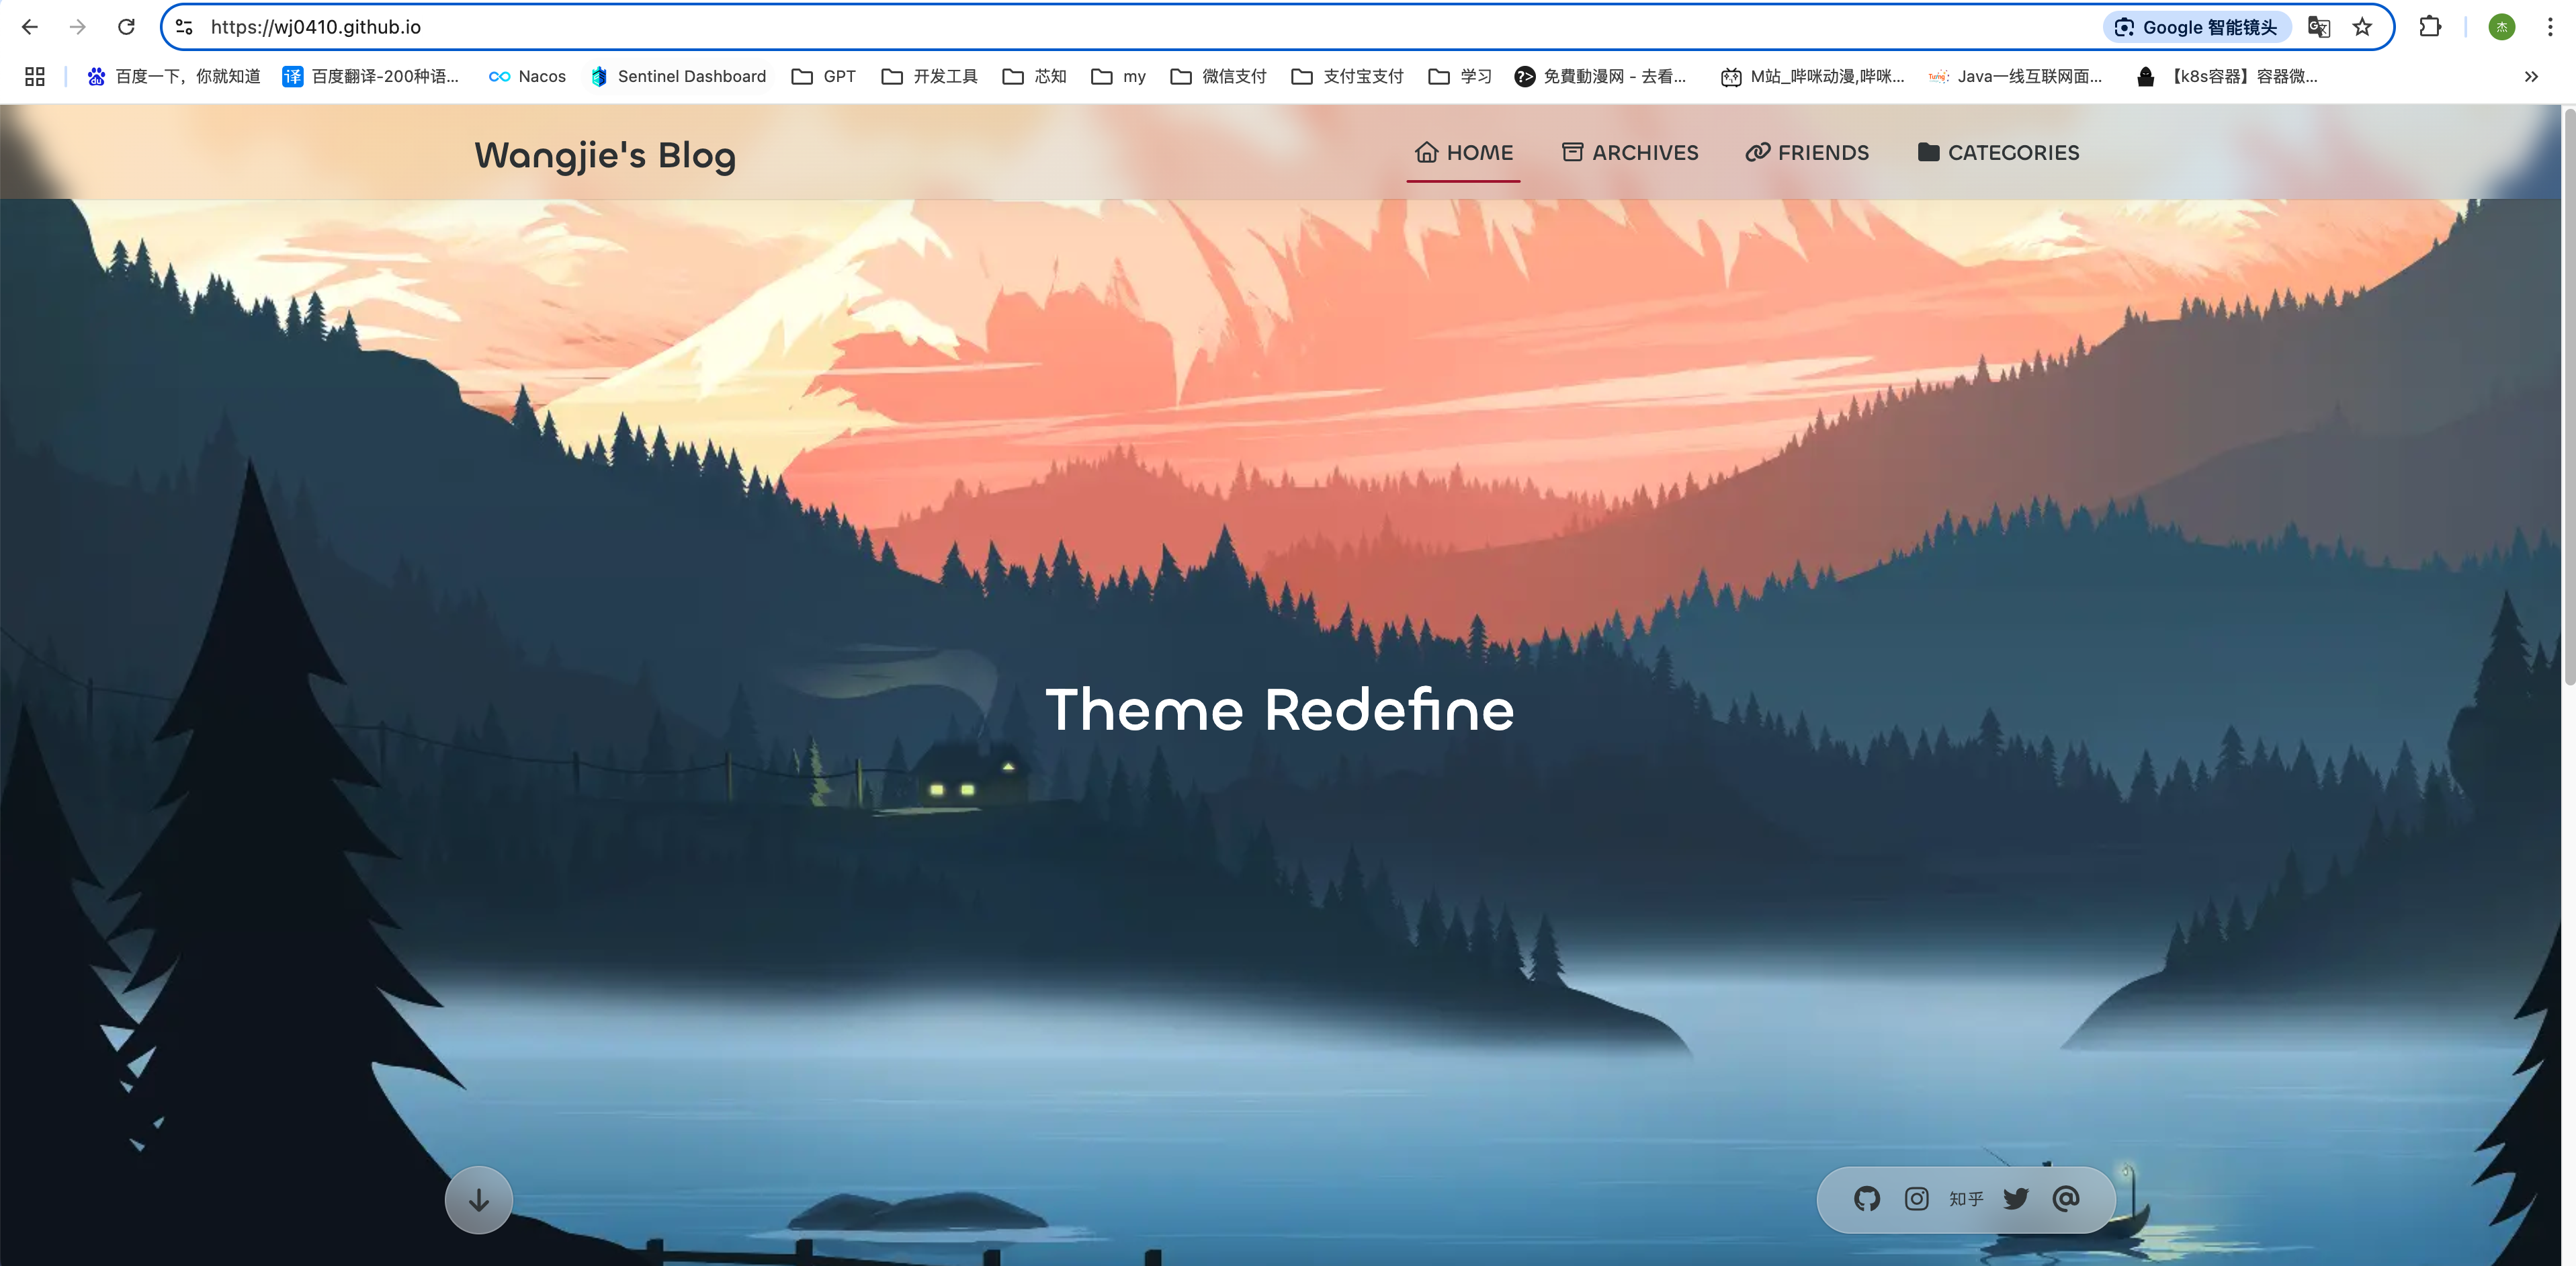 https://wj0410.github.io
Google 智能镜头
杰
百度一下，你就知道
译 百度翻译-200种语...
Nacos
Sentinel Dashboard
GPT
开发工具
芯知
my
微信支付
支付宝支付
学习
免費動漫网 - 去看...
M站_哔咪动漫,哔咪...
Java一线互联网面...
【k8s容器】容器微...
Wangjie's Blog
HOME
ARCHIVES
FRIENDS
CATEGORIES
Theme Redefine
知乎